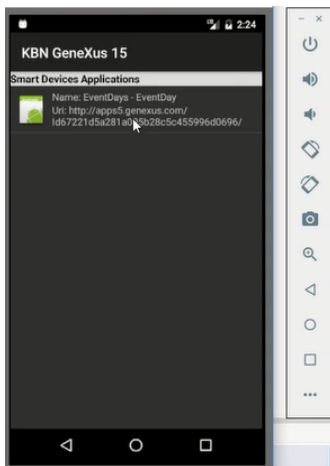 2:24
KBN GeneXus 15
Smart Devices Applications
Name: EventDays - EventDay
Uri: http://apps5.genexus.com/